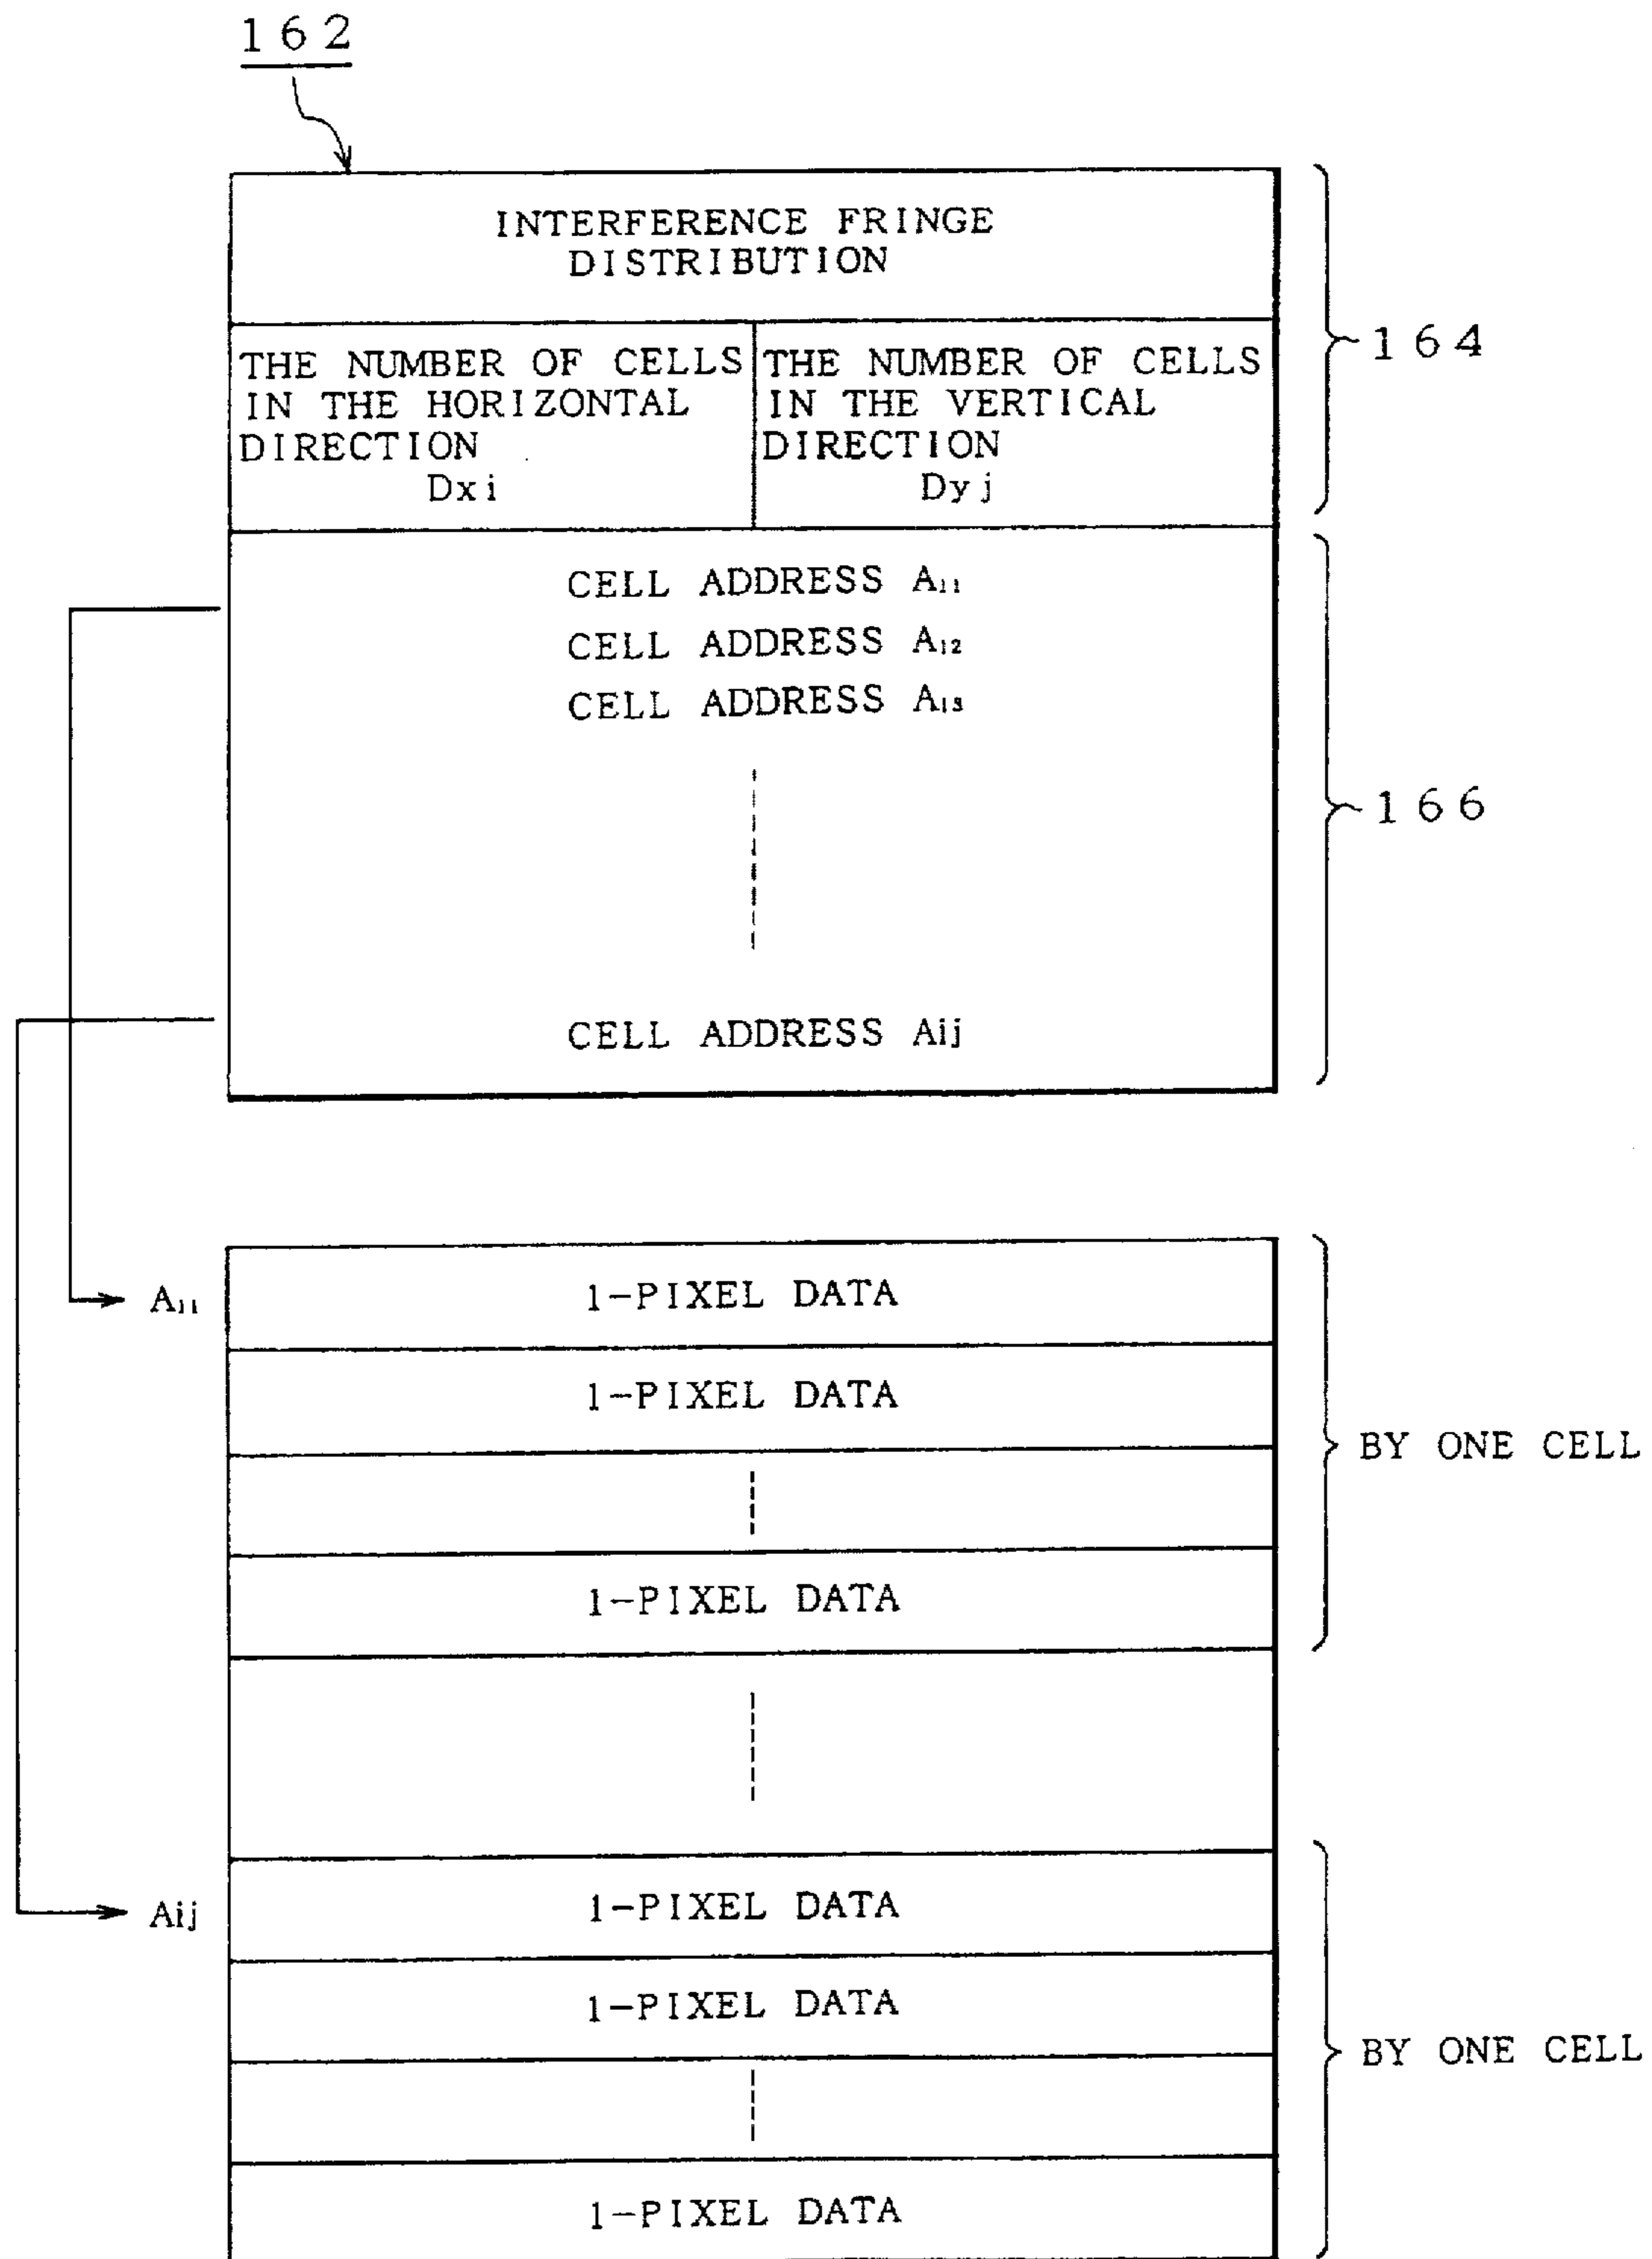 162
INTERFERENCE FRINGE
DISTRIBUTION
164
THE NUMBER OF CELLS
IN THE HORIZONTAL
DIRECTION
Dxi
THE NUMBER OF CELLS
IN THE VERTICAL
DIRECTION
Dyj
CELL ADDRESS A₁₁
CELL ADDRESS A₁₂
CELL ADDRESS A₁₃
166
CELL ADDRESS Aij
A₁₁
1-PIXEL DATA
1-PIXEL DATA
BY ONE CELL
1-PIXEL DATA
Aij
1-PIXEL DATA
1-PIXEL DATA
BY ONE CELL
1-PIXEL DATA